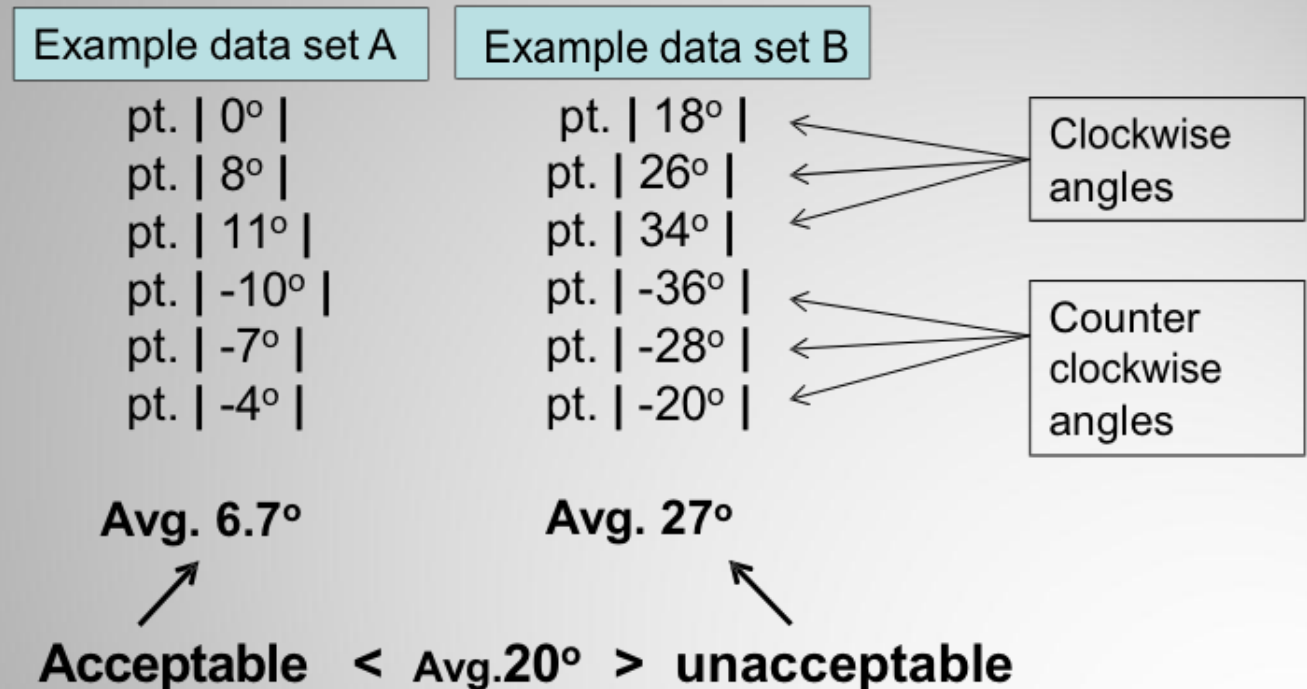 Example data set A
pt. | 0º |
pt. | 8º |
pt. | 11º |
pt. | -10º |
pt. | -7º |
pt. | -4º |
Avg. 6.7º
Example data set B
pt. | 18º |
pt. | 26º |
pt. | 34º |
pt. | -36º |
pt. | -28º |
pt. | -20º |
Avg. 27º
Clockwise
angles
Counter
clockwise
angles
Acceptable < Avg.20º > unacceptable